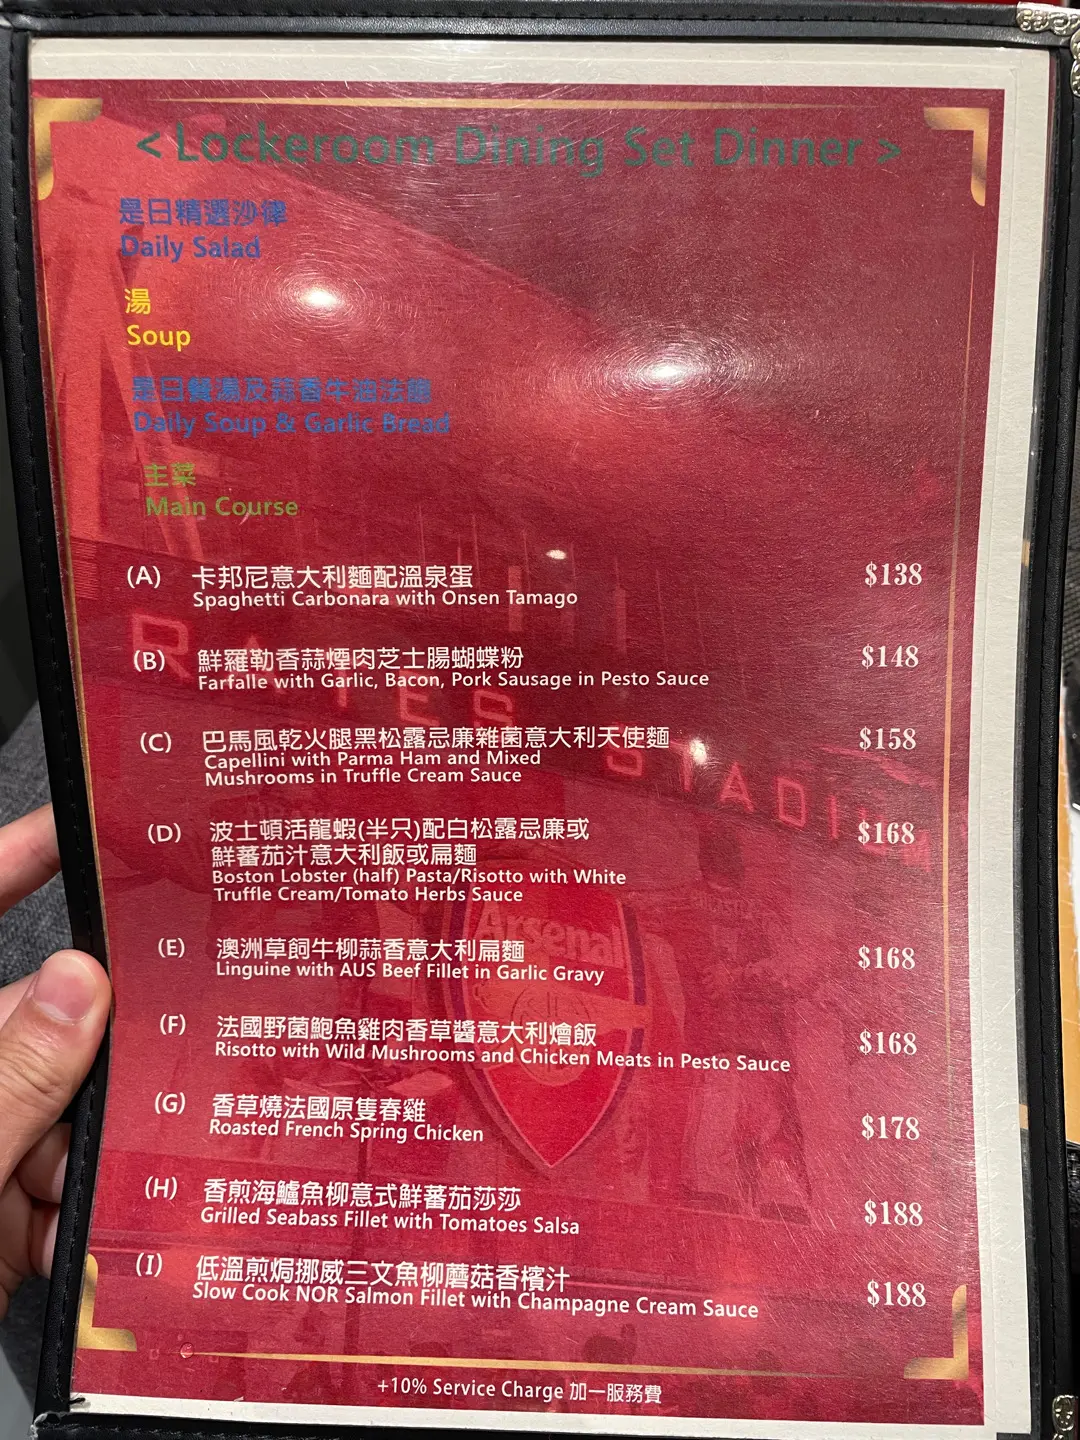 < Lockeroom Dining Set Dinner >
是日精選沙律
Daily Salad
湯
Soup
是日餐湯及蒜香牛油法飽
Daily Soup & Garlic Bread
主菜
Main Course
(A) 卡邦尼意大利麵配溫泉蛋 $138
Spaghetti Carbonara with Onsen Tamago
(B) 鮮羅勒香蒜煙肉芝士腸蝴蝶粉 $148
Farfalle with Garlic, Bacon, Pork Sausage in Pesto Sauce
(C) 巴馬風乾火腿黑松露忌廉雜菌意大利天使麵 $158
Capellini with Parma Ham and Mixed
Mushrooms in Truffle Cream Sauce
(D) 波士頓活龍蝦(半只)配白松露忌廉或 $168
鮮蕃茄汁意大利飯或扁麵
Boston Lobster (half) Pasta/Risotto with White
Truffle Cream/Tomato Herbs Sauce
(E) 澳洲草飼牛柳蒜香意大利扁麵 $168
Linguine with AUS Beef Fillet in Garlic Gravy
(F) 法國野菌鮑魚雞肉香草醬意大利燴飯 $168
Risotto with Wild Mushrooms and Chicken Meats in Pesto Sauce
(G) 香草燒法國原隻春雞 $178
Roasted French Spring Chicken
(H) 香煎海鱸魚柳意式鮮蕃茄莎莎 $188
Grilled Seabass Fillet with Tomatoes Salsa
(I) 低溫煎焗挪威三文魚柳蘑菇香檳汁 $188
Slow Cook NOR Salmon Fillet with Champagne Cream Sauce
+10% Service Charge 加一服務費
RATES STADIUM
Arsenal